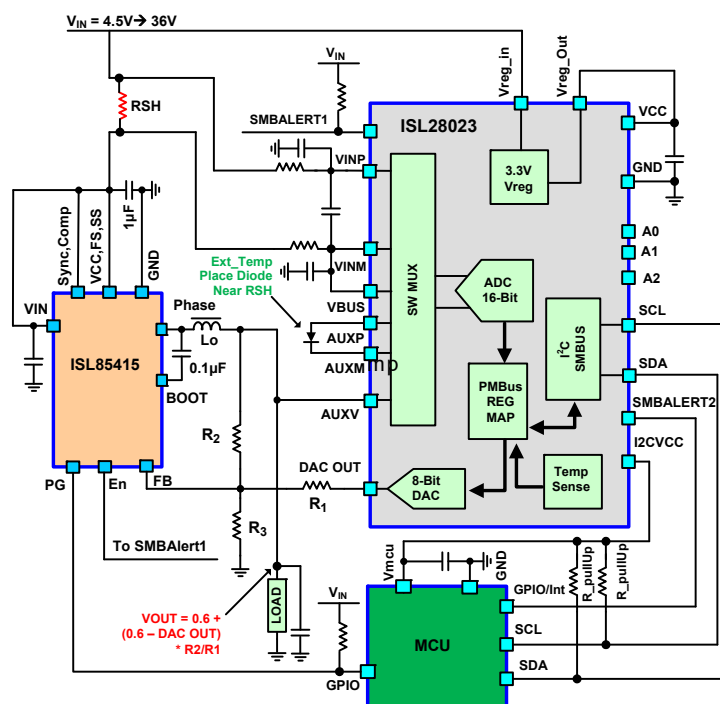 VIN = 4.5V→ 36V
RSH
VIN
SMBALERT1
Vreg_in
Vreg_Out
ISL28023
3.3V
Vreg
VCC
GND
A0
A1
A2
SCL
SDA
SMBALERT2
I2CVCC
VINP
VINM
VBUS
AUXP
AUXM
mp
AUXV
SW MUX
ADC
16-Bit
I²C
SMBUS
PMBus
REG
MAP
8-Bit
DAC
Temp
Sense
Ext_Temp
Place Diode
Near RSH
Sync,Comp
VCC,FS,SS
1µF
GND
VIN
ISL85415
Phase
Lo
0.1µF
BOOT
PG
En
FB
R2
R3
DAC OUT
R1
To SMBAlert1
VOUT = 0.6 +
(0.6 – DAC OUT)
* R2/R1
LOAD
VIN
Vmcu
GND
R_pullUp
R_pullUp
GPIO/Int
SCL
SDA
MCU
GPIO